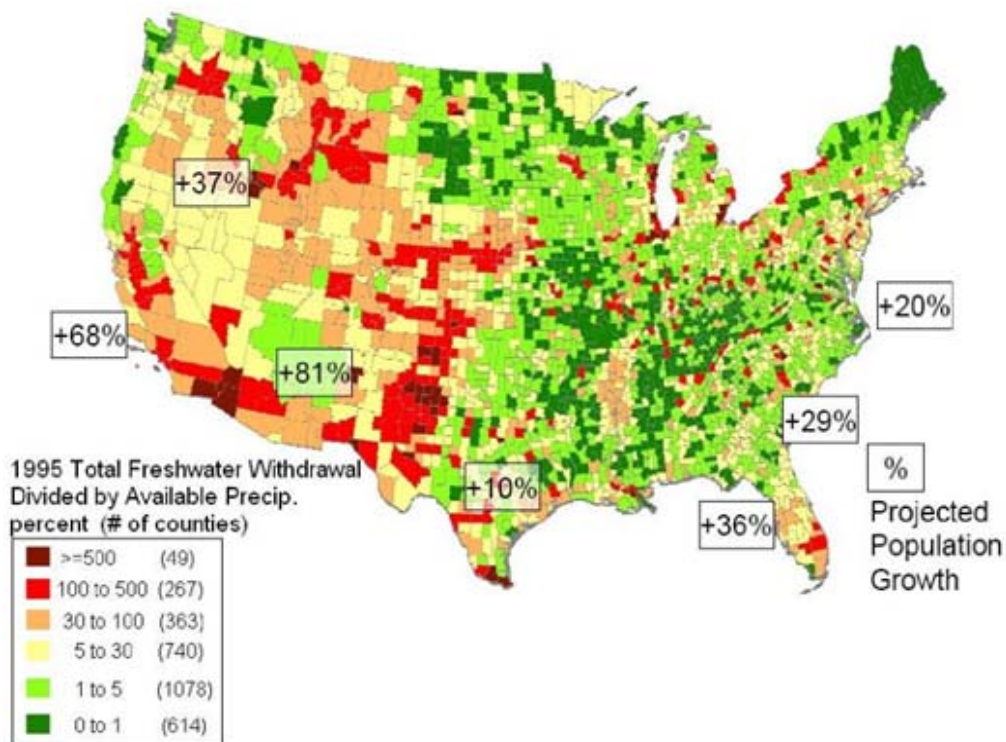 +37%
+20%
+68%
+81%
+29%
1995 Total Freshwater Withdrawal
Divided by Available Precip.
percent (# of counties)
+10%
%
+36%
Projected
Population
Growth
>=500 (49)
100 to 500 (267)
30 to 100 (363)
5 to 30 (740)
1 to 5 (1078)
0 to 1 (614)